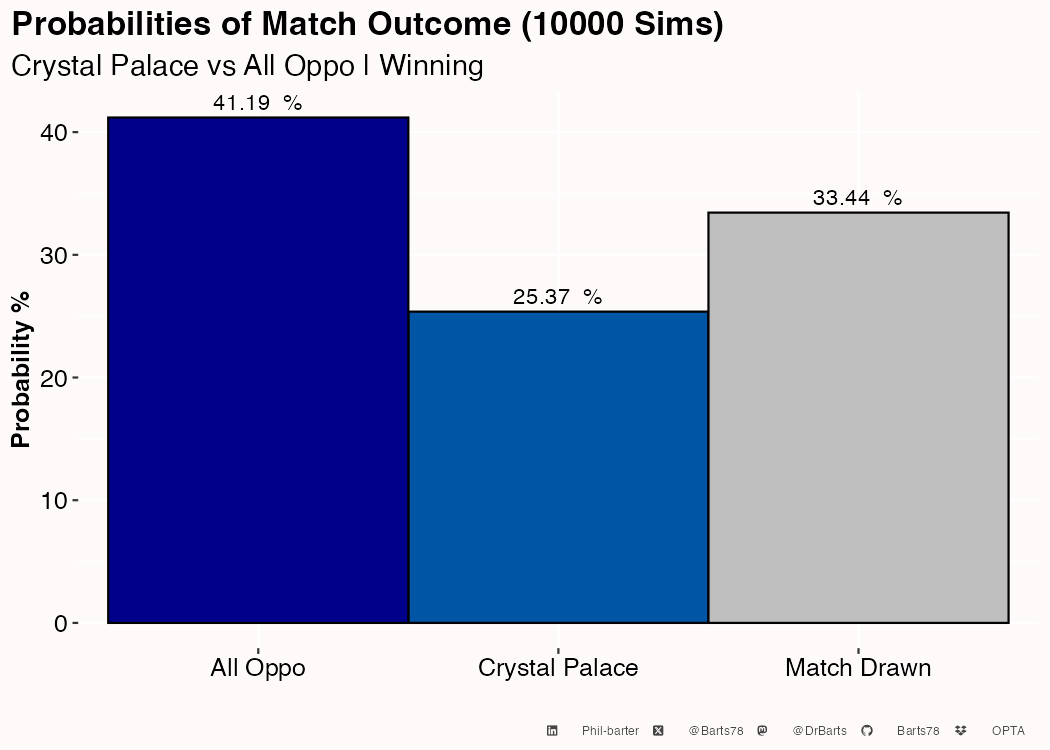 Probabilities of Match Outcome (10000 Sims)
Crystal Palace vs All Oppo | Winning
41.19 %
33.44 %
25.37 %
Probability %
40
30
20
10
0
All Oppo Crystal Palace Match Drawn
Phil-barter @Barts78 @DrBarts Barts78 OPTA